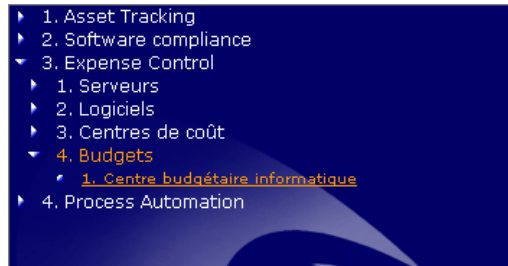 1. Asset Tracking
2. Software compliance
3. Expense Control
1. Serveurs
2. Logiciels
3. Centres de coût
4. Budgets
1. Centre budgétaire informatique
4. Process Automation